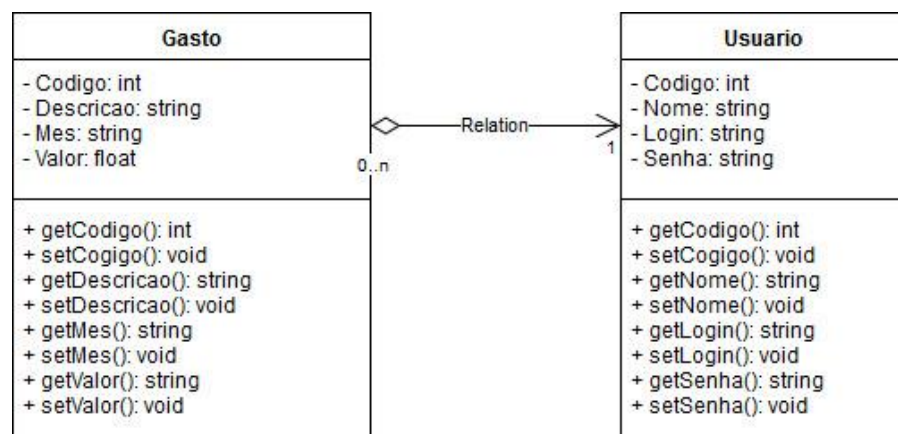 Gasto
- Codigo: int
- Descricao: string
- Mes: string
- Valor: float
+ getCodigo(): int
+ setCogigo(): void
+ getDescricao(): string
+ setDescricao(): void
+ getMes(): string
+ setMes(): void
+ getValor(): string
+ setValor(): void
Relation
0..n
1
Usuario
- Codigo: int
- Nome: string
- Login: string
- Senha: string
+ getCodigo(): int
+ setCogigo(): void
+ getNome(): string
+ setNome(): void
+ getLogin(): string
+ setLogin(): void
+ getSenha(): string
+ setSenha(): void